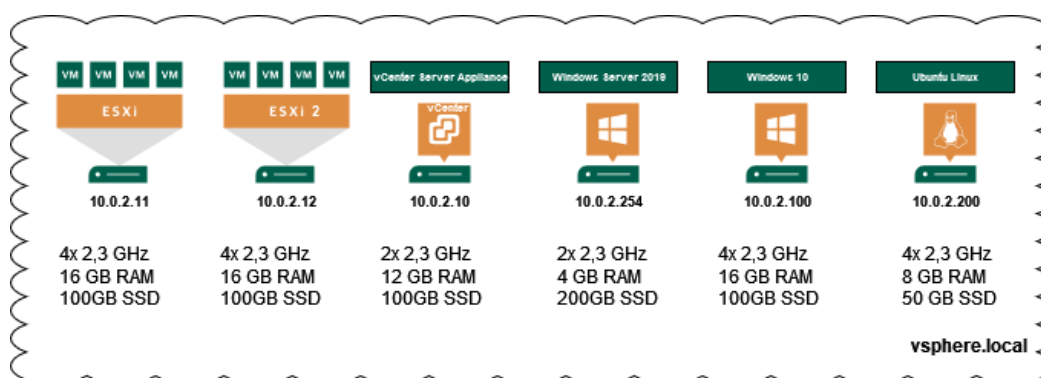 VM VM VM VM
ESXi
10.0.2.11
4x 2,3 GHz
16 GB RAM
100GB SSD
VM VM VM VM
ESXi 2
10.0.2.12
4x 2,3 GHz
16 GB RAM
100GB SSD
vCenter Server Appliance
vCenter
10.0.2.10
2x 2,3 GHz
12 GB RAM
100GB SSD
Windows Server 2019
10.0.2.254
2x 2,3 GHz
4 GB RAM
200GB SSD
Windows 10
10.0.2.100
4x 2,3 GHz
16 GB RAM
100GB SSD
Ubuntu Linux
10.0.2.200
4x 2,3 GHz
8 GB RAM
50 GB SSD
vsphere.local